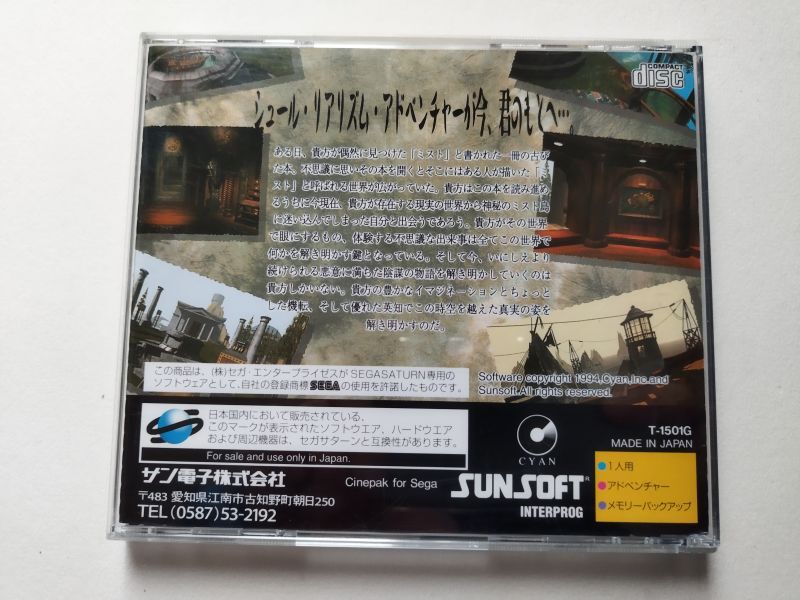 COMPACT
disc
シュール・リアリズム・アドベンチャーが今、君のもとへ…。
ある日、貴方が偶然に見つけた「ミスト」と書かれた一冊の古び
た本。不思議に思いその本を開くとそこにはある人が描いた「ミ
スト」と呼ばれる世界が広がっていた。貴方はこの本を読み進め
るうちに今現在、貴方が存在する現実の世界から神秘のミスト島
に迷い込んでしまった自分と出会うであろう。貴方がその世界
で眼にするもの、体験する不思議な出来事は全てこの世界で
何かを解き明かす鍵となっている。そして今、いにしえより
続けられる悪意に満ちた陰謀の物語を解き明かしていくのは
貴方しかいない。貴方の豊かなイマジネーションとちょっと
した機転、そして優れた英知でこの時空を越えた真実の姿を
解き明かすのだ。
この商品は、(株)セガ・エンタープライゼスがSEGASATURN専用の
ソフトウェアとして、自社の登録商標SEGAの使用を許諾したものです。
Software copyright 1994,Cyan,Inc.and
Sunsoft.All rights reserved.
日本国内において販売されている、
このマークが表示されたソフトウエア、ハードウエア
および周辺機器は、セガサターンと互換性があります。
For sale and use only in Japan.
サン電子株式会社
〒483 愛知県江南市古知野町朝日250
TEL(0587)53-2192
Cinepak for Sega
CYAN
SUNSOFT®
INTERPROG
T-1501G
MADE IN JAPAN
1人用
アドベンチャー
メモリーバックアップ